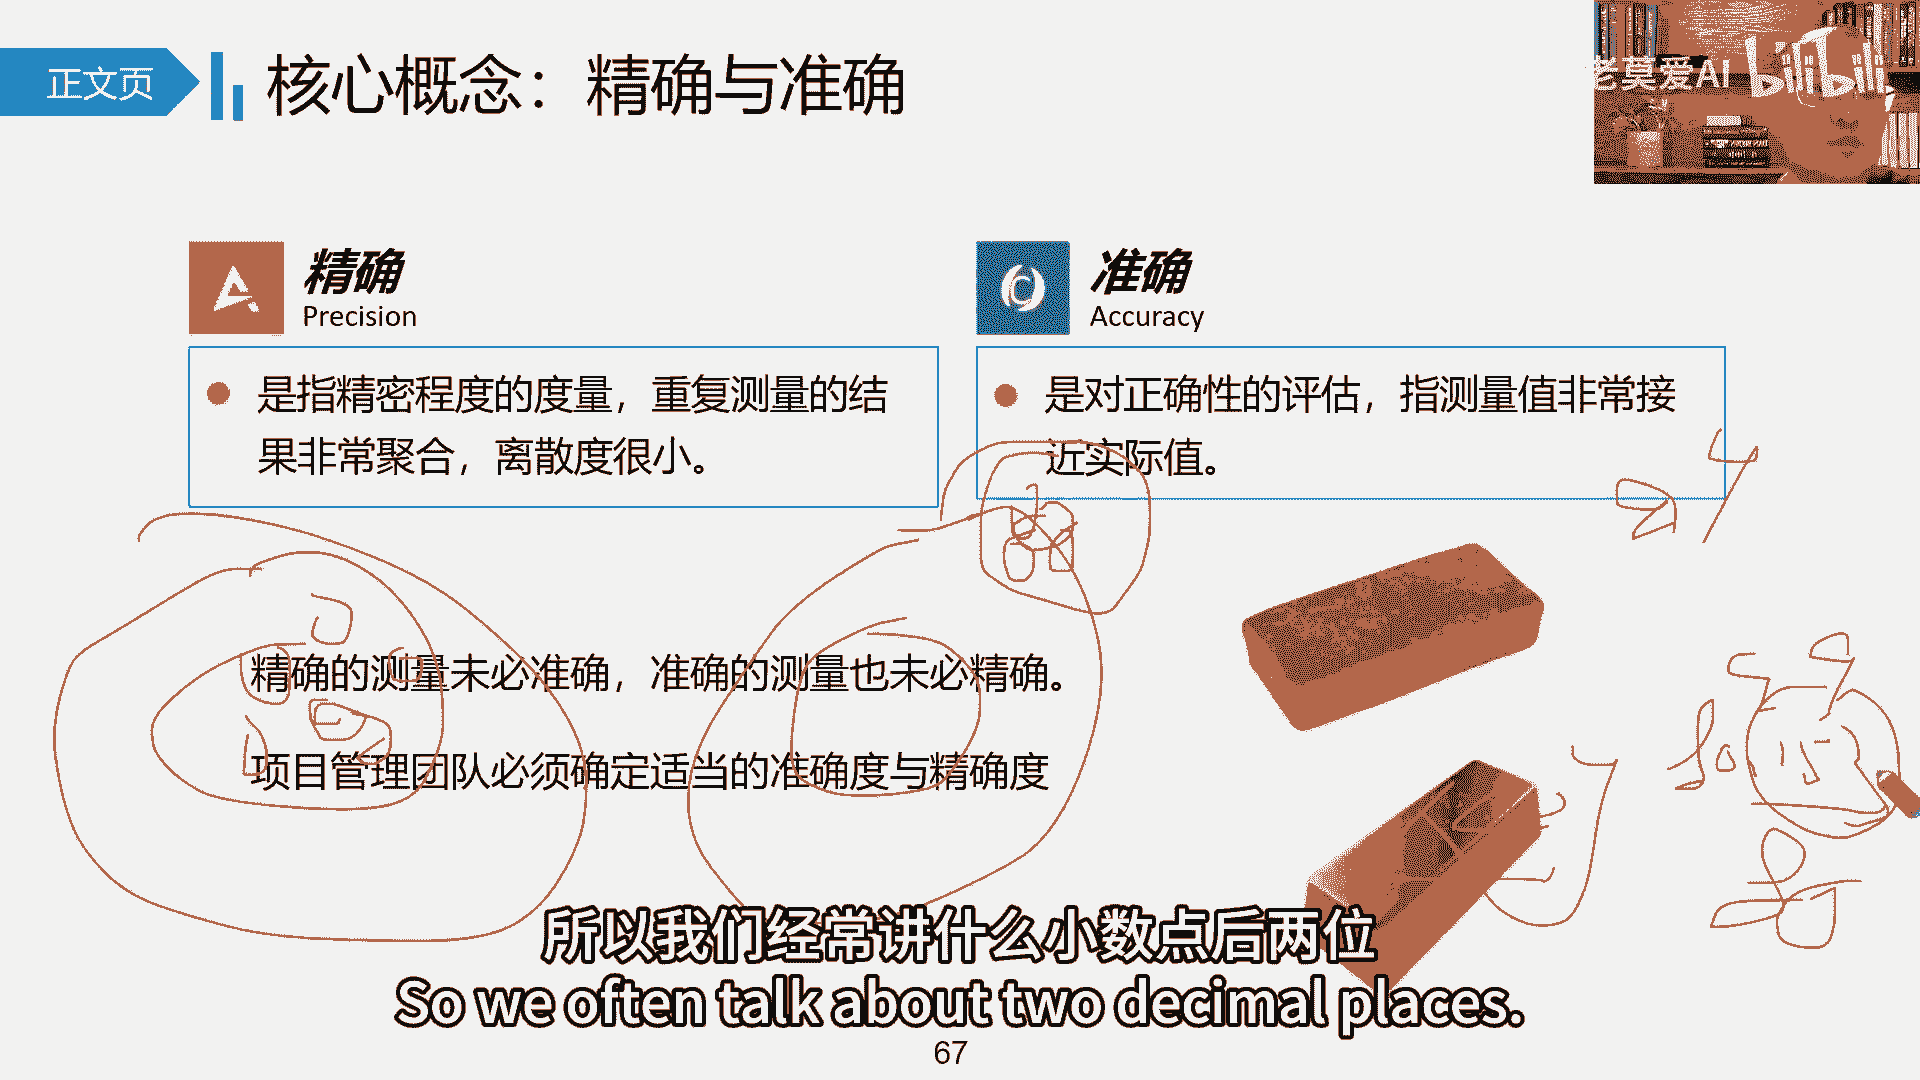 正文页
核心概念：精确与准确
老莫爱AI bilibili
精确
Precision
是指精密程度的度量，重复测量的结
果非常聚合，离散度很小。
准确
Accuracy
是对正确性的评估，指测量值非常接
近实际值。
精确的测量未必准确，准确的测量也未必精确。
项目管理团队必须确定适当的准确度与精确度
所以我们经常讲什么小数点后两位
So we often talk about two decimal places.
67